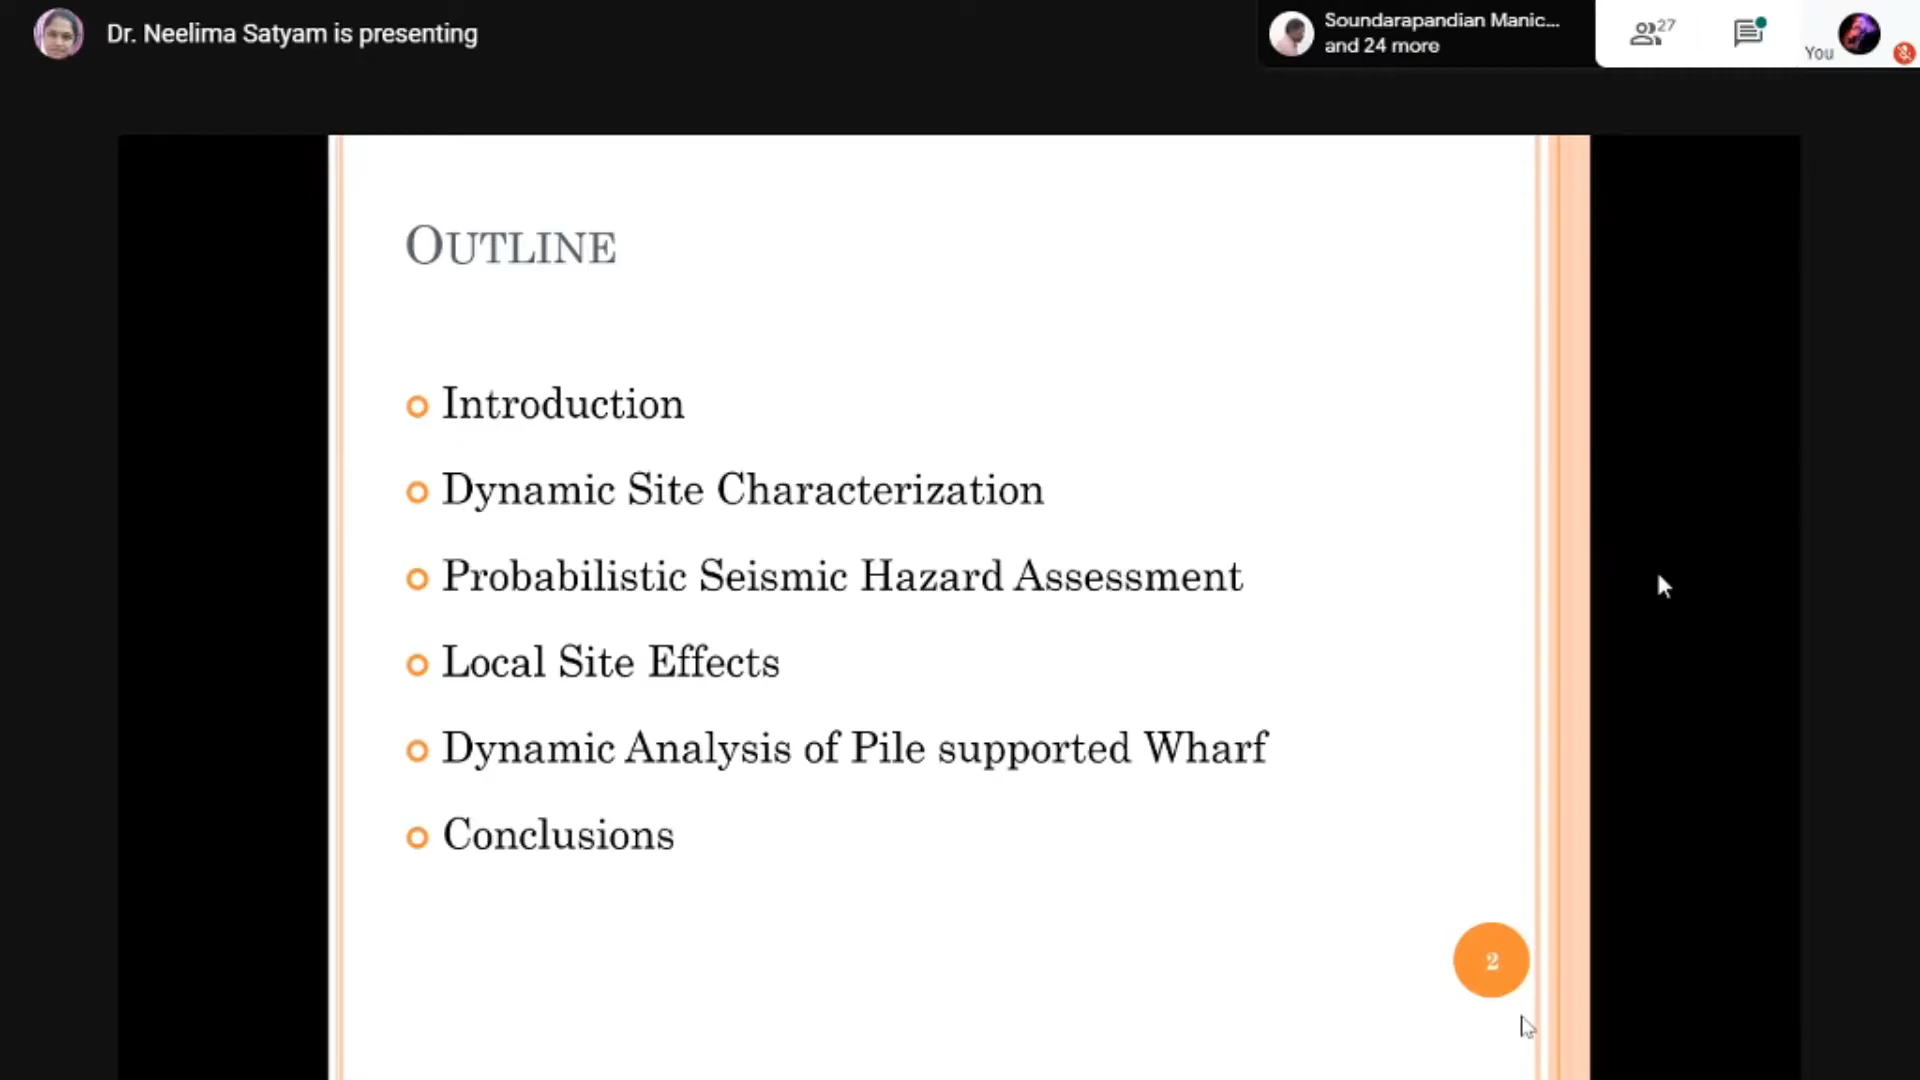 Dr. Neelima Satyam is presenting
Soundarapandian Manic...
and 24 more
27
You
OUTLINE
Introduction
Dynamic Site Characterization
Probabilistic Seismic Hazard Assessment
Local Site Effects
Dynamic Analysis of Pile supported Wharf
Conclusions
2